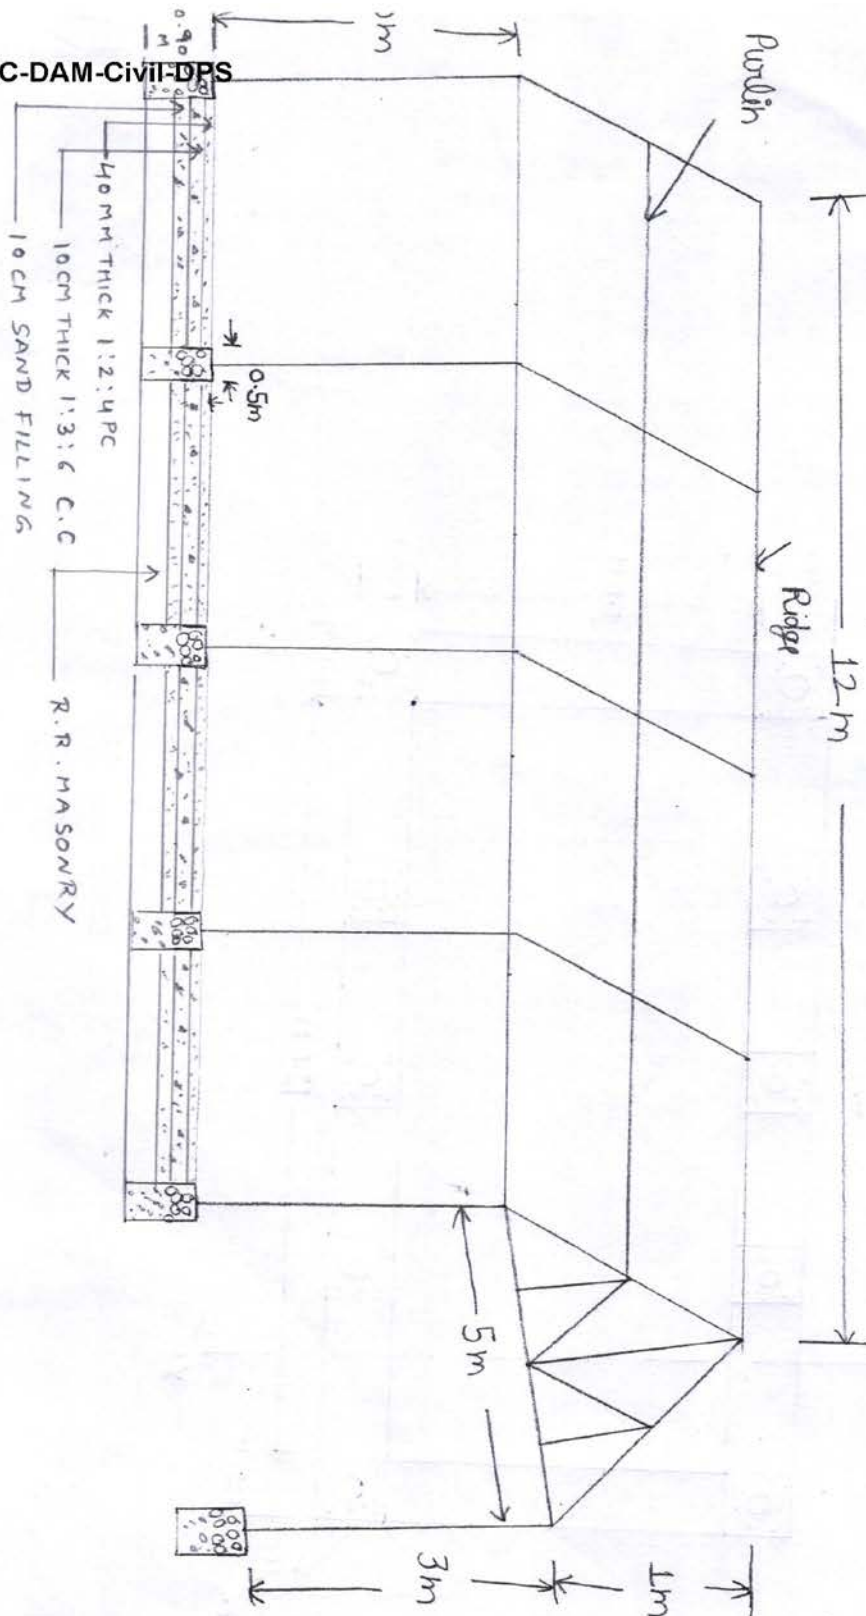 C-DAM-Civil-DPS
12 m
Purlin
Ridge
1m
3m
5m
m
0.5m
0.90
M
40 MM THICK 1:2:4 PC
10 CM THICK 1:3:6 C.C
10 CM SAND FILLING
R.R. MASONRY